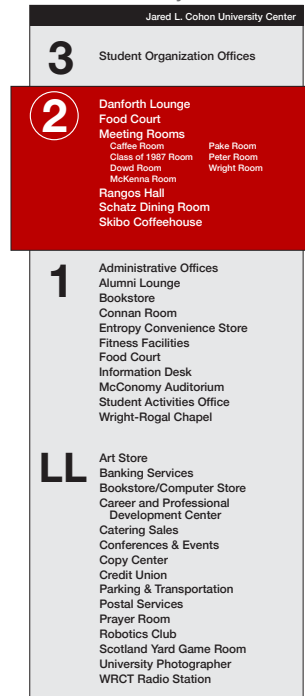 Jared L. Cohon University Center
3
Student Organization Offices
2
Danforth Lounge
Food Court
Meeting Rooms
Caffee Room Pake Room
Class of 1987 Room Peter Room
Dowd Room Wright Room
McKenna Room
Rangos Hall
Schatz Dining Room
Skibo Coffeehouse
1
Administrative Offices
Alumni Lounge
Bookstore
Connan Room
Entropy Convenience Store
Fitness Facilities
Food Court
Information Desk
McConomy Auditorium
Student Activities Office
Wright-Rogal Chapel
LL
Art Store
Banking Services
Bookstore/Computer Store
Career and Professional
Development Center
Catering Sales
Conferences & Events
Copy Center
Credit Union
Parking & Transportation
Postal Services
Prayer Room
Robotics Club
Scotland Yard Game Room
University Photographer
WRCT Radio Station